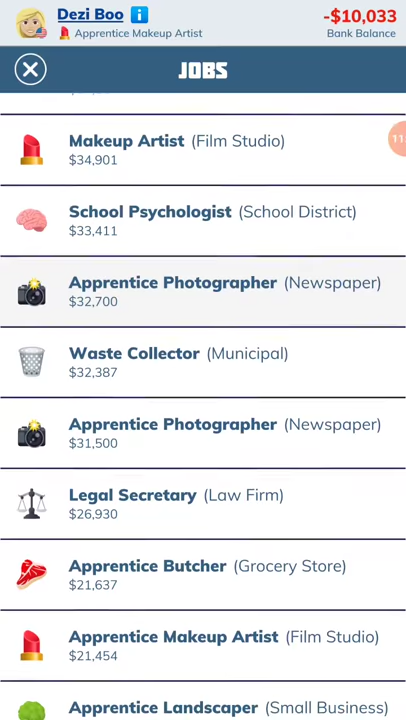 Dezi Boo
-$10,033
Apprentice Makeup Artist
Bank Balance
JOBS
Makeup Artist (Film Studio)
$34,901
11
School Psychologist (School District)
$33,411
Apprentice Photographer (Newspaper)
$32,700
Waste Collector (Municipal)
$32,387
Apprentice Photographer (Newspaper)
$31,500
Legal Secretary (Law Firm)
$26,930
Apprentice Butcher (Grocery Store)
$21,637
Apprentice Makeup Artist (Film Studio)
$21,454
Apprentice Landscaper (Small Business)